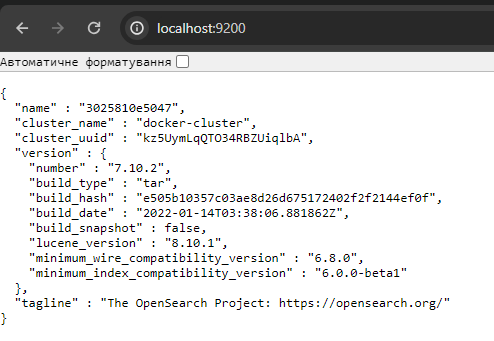 localhost:9200
Автоматичне форматування
{
  "name" : "3025810e5047",
  "cluster_name" : "docker-cluster",
  "cluster_uuid" : "kz5UymLqQTO34RBZUiqlbA",
  "version" : {
    "number" : "7.10.2",
    "build_type" : "tar",
    "build_hash" : "e505b10357c03ae8d26d675172402f2f2144ef0f",
    "build_date" : "2022-01-14T03:38:06.881862Z",
    "build_snapshot" : false,
    "lucene_version" : "8.10.1",
    "minimum_wire_compatibility_version" : "6.8.0",
    "minimum_index_compatibility_version" : "6.0.0-beta1"
  },
  "tagline" : "The OpenSearch Project: https://opensearch.org/"
}